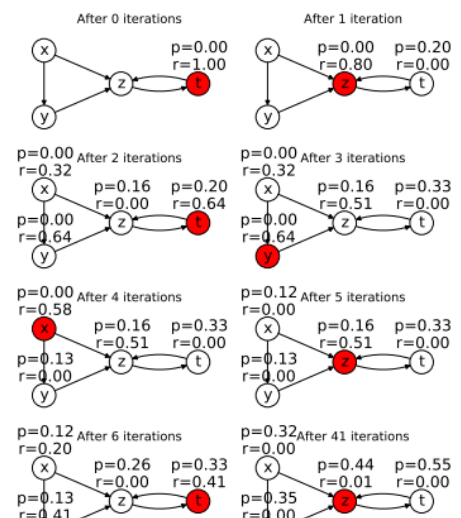 After 0 iterations
x
p=0.00
r=1.00
z
t
y
After 1 iteration
x
p=0.00
r=0.80
p=0.20
r=0.00
z
t
y
After 2 iterations
p=0.00
r=0.32
x
p=0.16
r=0.00
p=0.20
r=0.64
z
t
p=0.00
r=0.64
y
After 3 iterations
p=0.00
r=0.32
x
p=0.16
r=0.51
p=0.33
r=0.00
z
t
p=0.00
r=0.64
y
After 4 iterations
p=0.00
r=0.58
x
p=0.16
r=0.51
p=0.33
r=0.00
z
t
p=0.13
r=0.00
y
After 5 iterations
p=0.12
r=0.00
x
p=0.16
r=0.51
p=0.33
r=0.00
z
t
p=0.13
r=0.00
y
After 6 iterations
p=0.12
r=0.20
x
p=0.26
r=0.00
p=0.33
r=0.41
z
t
p=0.13
r=0.41
After 41 iterations
p=0.32
r=0.00
x
p=0.44
r=0.01
p=0.55
r=0.00
z
t
p=0.35
r=0.00